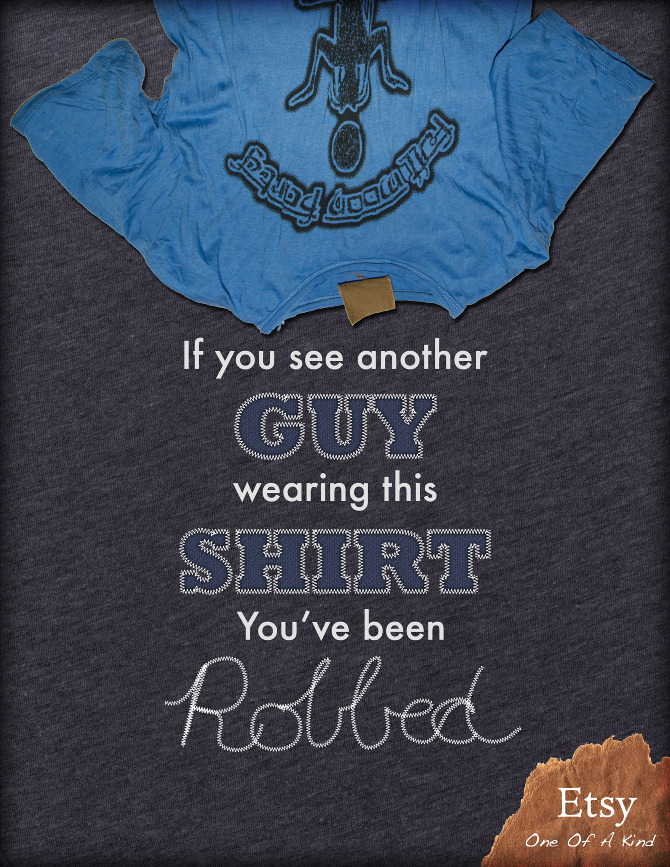 If you see another
GUY
wearing this
SHIRT
You've been
Robbed
Etsy
One Of A Kind